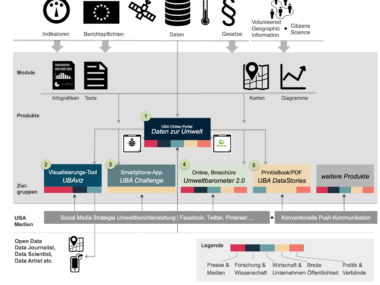 Volunteered
Geographic
Information
+
Citizens
Science
Indikatoren
Berichtspflichten
Daten
Gesetze
Module
Infografiken
Texte
Karten
Diagramme
Produkte
1
UBA Online Portal
Daten zur Umwelt
2
Visualisierungs-Tool
UBAviz
3
Smartphone-App
UBA Challenge
4
Online, Broschüre
Umweltbarometer 2.0
5
Print/eBook/PDF
UBA DataStories
weitere Produkte
Ziel-
gruppen
UBA
Medien
Social Media Strategie Umweltberichterstattung | Facebook, Twitter, Pinterest ...
+
Konventionelle Push-Kommunikation
Open Data
Data Journalist,
Data Scientist,
Data Artist etc.
Legende
Presse &
Medien
Forschung &
Wissenschaft
Wirtschaft &
Unternehmen
Breite
Öffentlichkeit
Politik &
Verbände